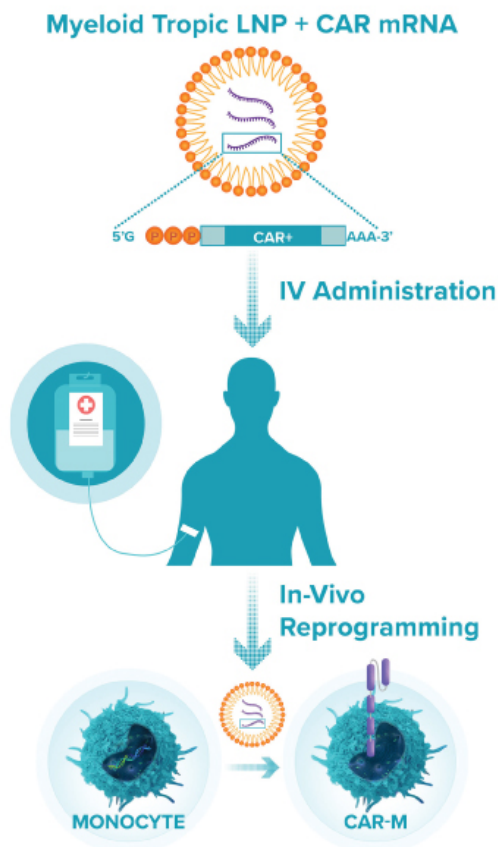 Myeloid Tropic LNP + CAR mRNA
5'G P P P CAR+ AAA-3'
IV Administration
In-Vivo
Reprogramming
MONOCYTE
CAR-M